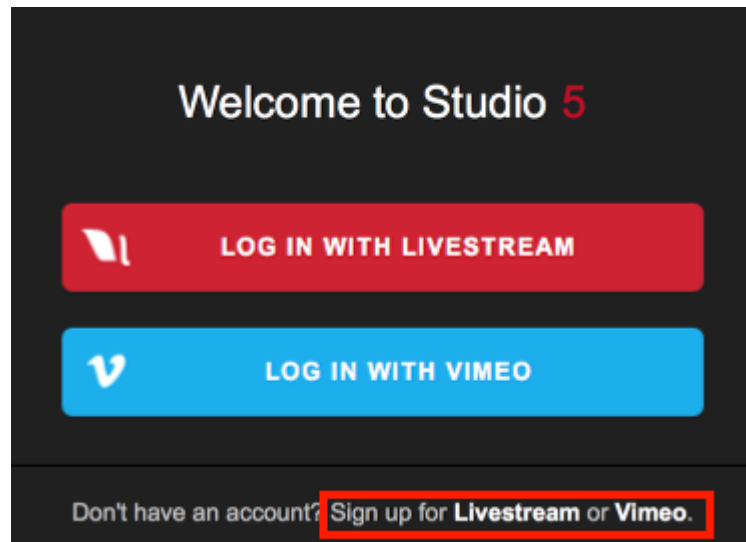 Welcome to Studio 5
LOG IN WITH LIVESTREAM
LOG IN WITH VIMEO
Don't have an account? Sign up for Livestream or Vimeo.